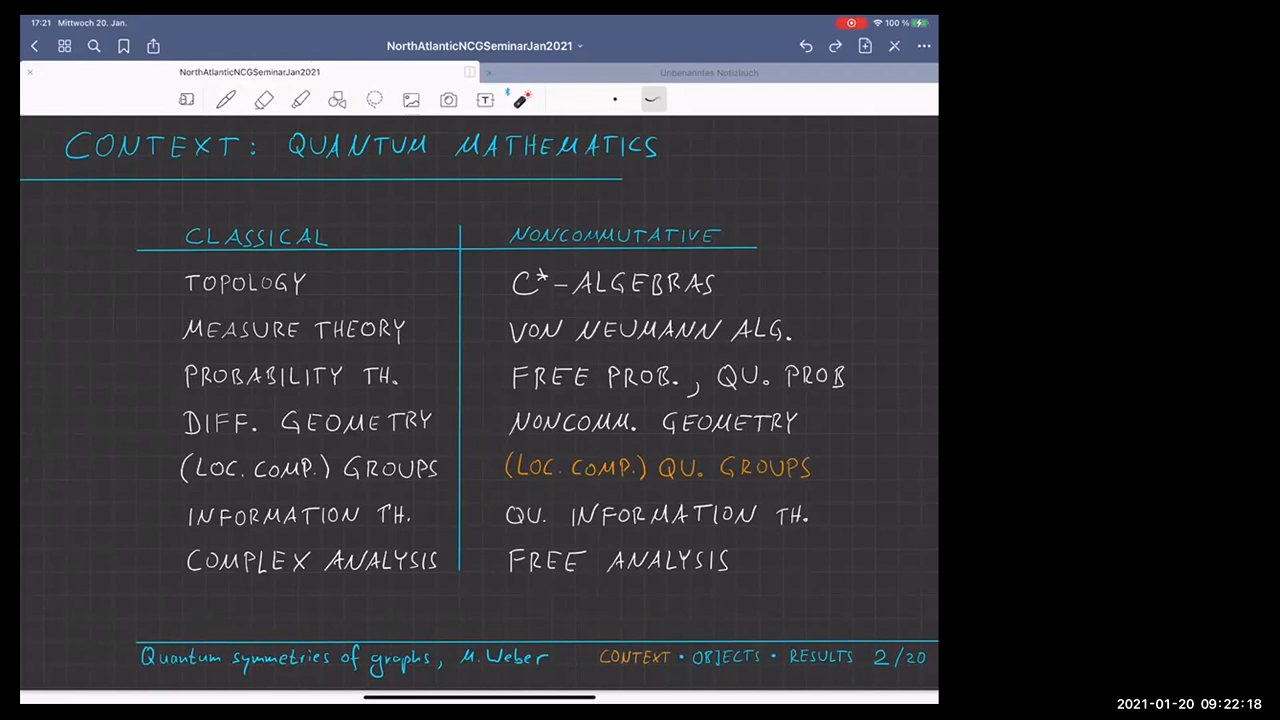 17:21 Mittwoch 20. Jan.
100 %
NorthAtlanticNCGSeminarJan2021
NorthAtlanticNCGSeminarJan2021
Unbenanntes Notizbuch
CONTEXT: QUANTUM MATHEMATICS
CLASSICAL NONCOMMUTATIVE
TOPOLOGY C*-ALGEBRAS
MEASURE THEORY VON NEUMANN ALG.
PROBABILITY TH. FREE PROB., QU. PROB
DIFF. GEOMETRY NONCOMM. GEOMETRY
(LOC. COMP.) GROUPS (LOC. COMP.) QU. GROUPS
INFORMATION TH. QU. INFORMATION TH.
COMPLEX ANALYSIS FREE ANALYSIS
Quantum symmetries of graphs, M. Weber CONTEXT • OBJECTS • RESULTS 2/20
2021-01-20 09:22:18